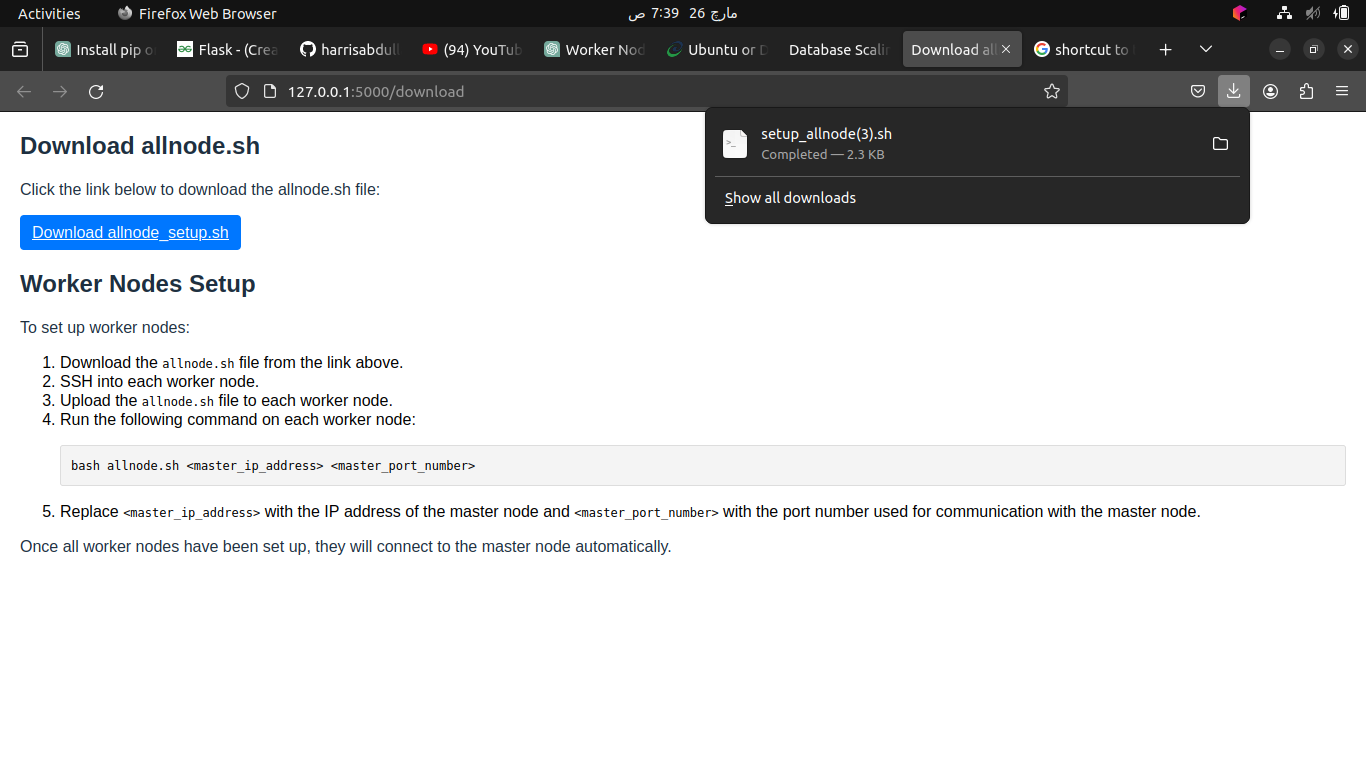 Activities Firefox Web Browser 7:39 ص 26 مارچ
Install pip o Flask - (Crea harrisabdull (94) YouTub Worker Nod Ubuntu or D Database Scalin Download all shortcut to
127.0.0.1:5000/download
setup_allnode(3).sh
Completed — 2.3 KB
Show all downloads
Download allnode.sh
Click the link below to download the allnode.sh file:
Download allnode_setup.sh
Worker Nodes Setup
To set up worker nodes:
1. Download the allnode.sh file from the link above.
2. SSH into each worker node.
3. Upload the allnode.sh file to each worker node.
4. Run the following command on each worker node:
bash allnode.sh <master_ip_address> <master_port_number>
5. Replace <master_ip_address> with the IP address of the master node and <master_port_number> with the port number used for communication with the master node.
Once all worker nodes have been set up, they will connect to the master node automatically.